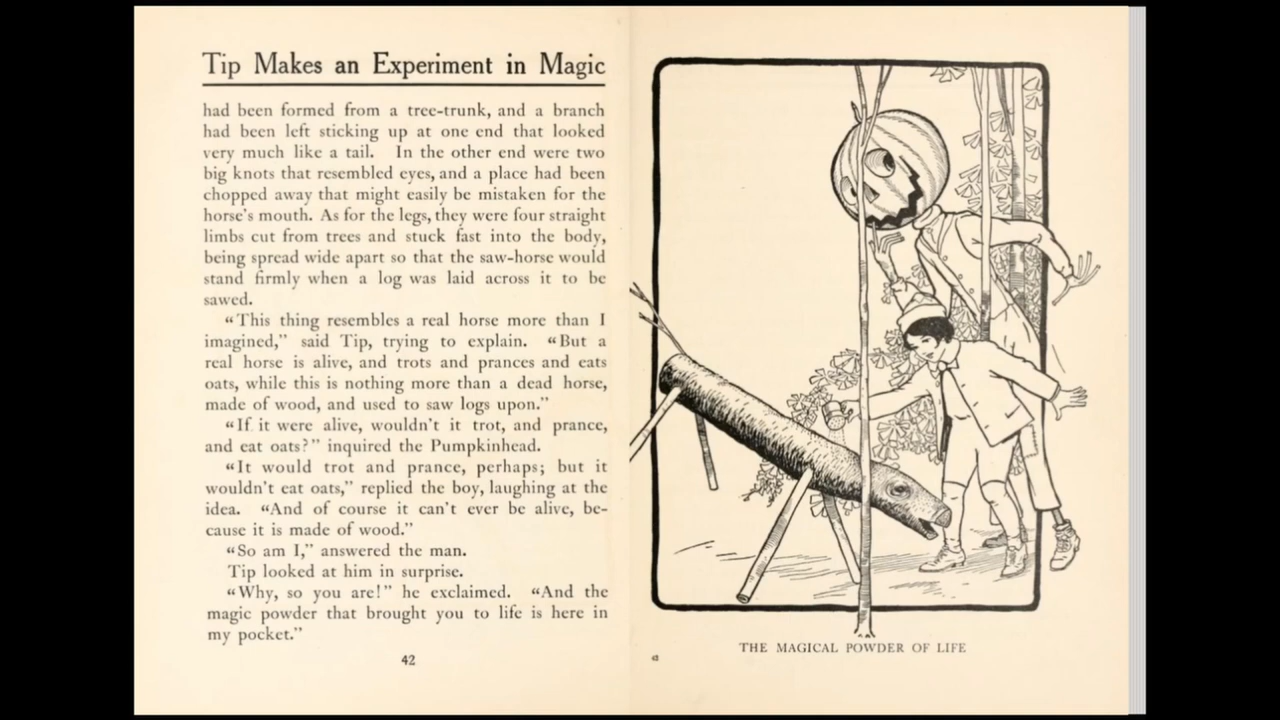 Tip Makes an Experiment in Magic
had been formed from a tree-trunk, and a branch
had been left sticking up at one end that looked
very much like a tail. In the other end were two
big knots that resembled eyes, and a place had been
chopped away that might easily be mistaken for the
horse's mouth. As for the legs, they were four straight
limbs cut from trees and stuck fast into the body,
being spread wide apart so that the saw-horse would
stand firmly when a log was laid across it to be
sawed.
“This thing resembles a real horse more than I
imagined,” said Tip, trying to explain. “But a
real horse is alive, and trots and prances and eats
oats, while this is nothing more than a dead horse,
made of wood, and used to saw logs upon.”
“If it were alive, wouldn't it trot, and prance,
and eat oats?” inquired the Pumpkinhead.
“It would trot and prance, perhaps; but it
wouldn't eat oats,” replied the boy, laughing at the
idea. “And of course it can't ever be alive, be-
cause it is made of wood.”
“So am I,” answered the man.
Tip looked at him in surprise.
“Why, so you are!” he exclaimed. “And the
magic powder that brought you to life is here in
my pocket.”
42
THE MAGICAL POWDER OF LIFE